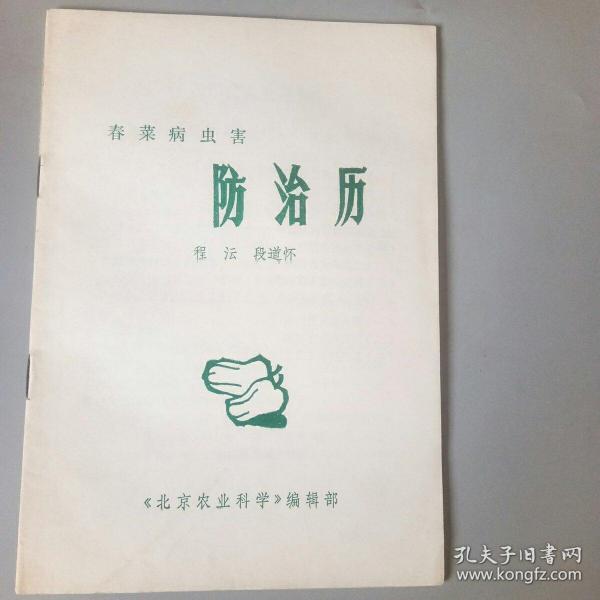 春菜病虫害
防治历
程沄 段道怀
《北京农业科学》编辑部
孔夫子旧书网
www.kongfz.com